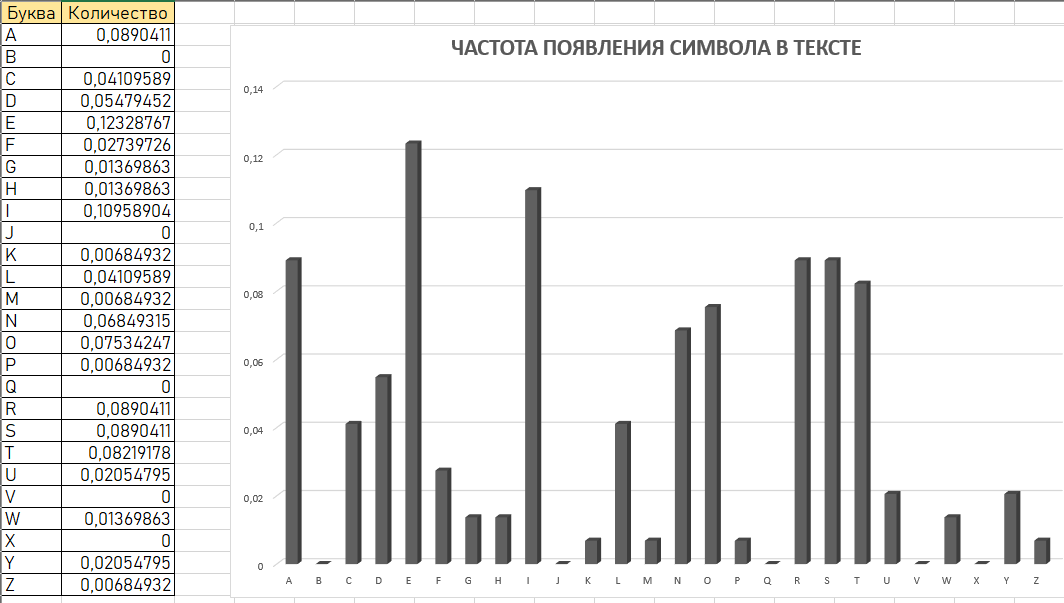 Буква Количество
A 0,0890411
B 0
C 0,04109589
D 0,05479452
E 0,12328767
F 0,02739726
G 0,01369863
H 0,01369863
I 0,10958904
J 0
K 0,00684932
L 0,04109589
M 0,00684932
N 0,06849315
O 0,07534247
P 0,00684932
Q 0
R 0,0890411
S 0,0890411
T 0,08219178
U 0,02054795
V 0
W 0,01369863
X 0
Y 0,02054795
Z 0,00684932
ЧАСТОТА ПОЯВЛЕНИЯ СИМВОЛА В ТЕКСТЕ
0,14
0,12
0,1
0,08
0,06
0,04
0,02
0
A B C D E F G H I J K L M N O P Q R S T U V W X Y Z